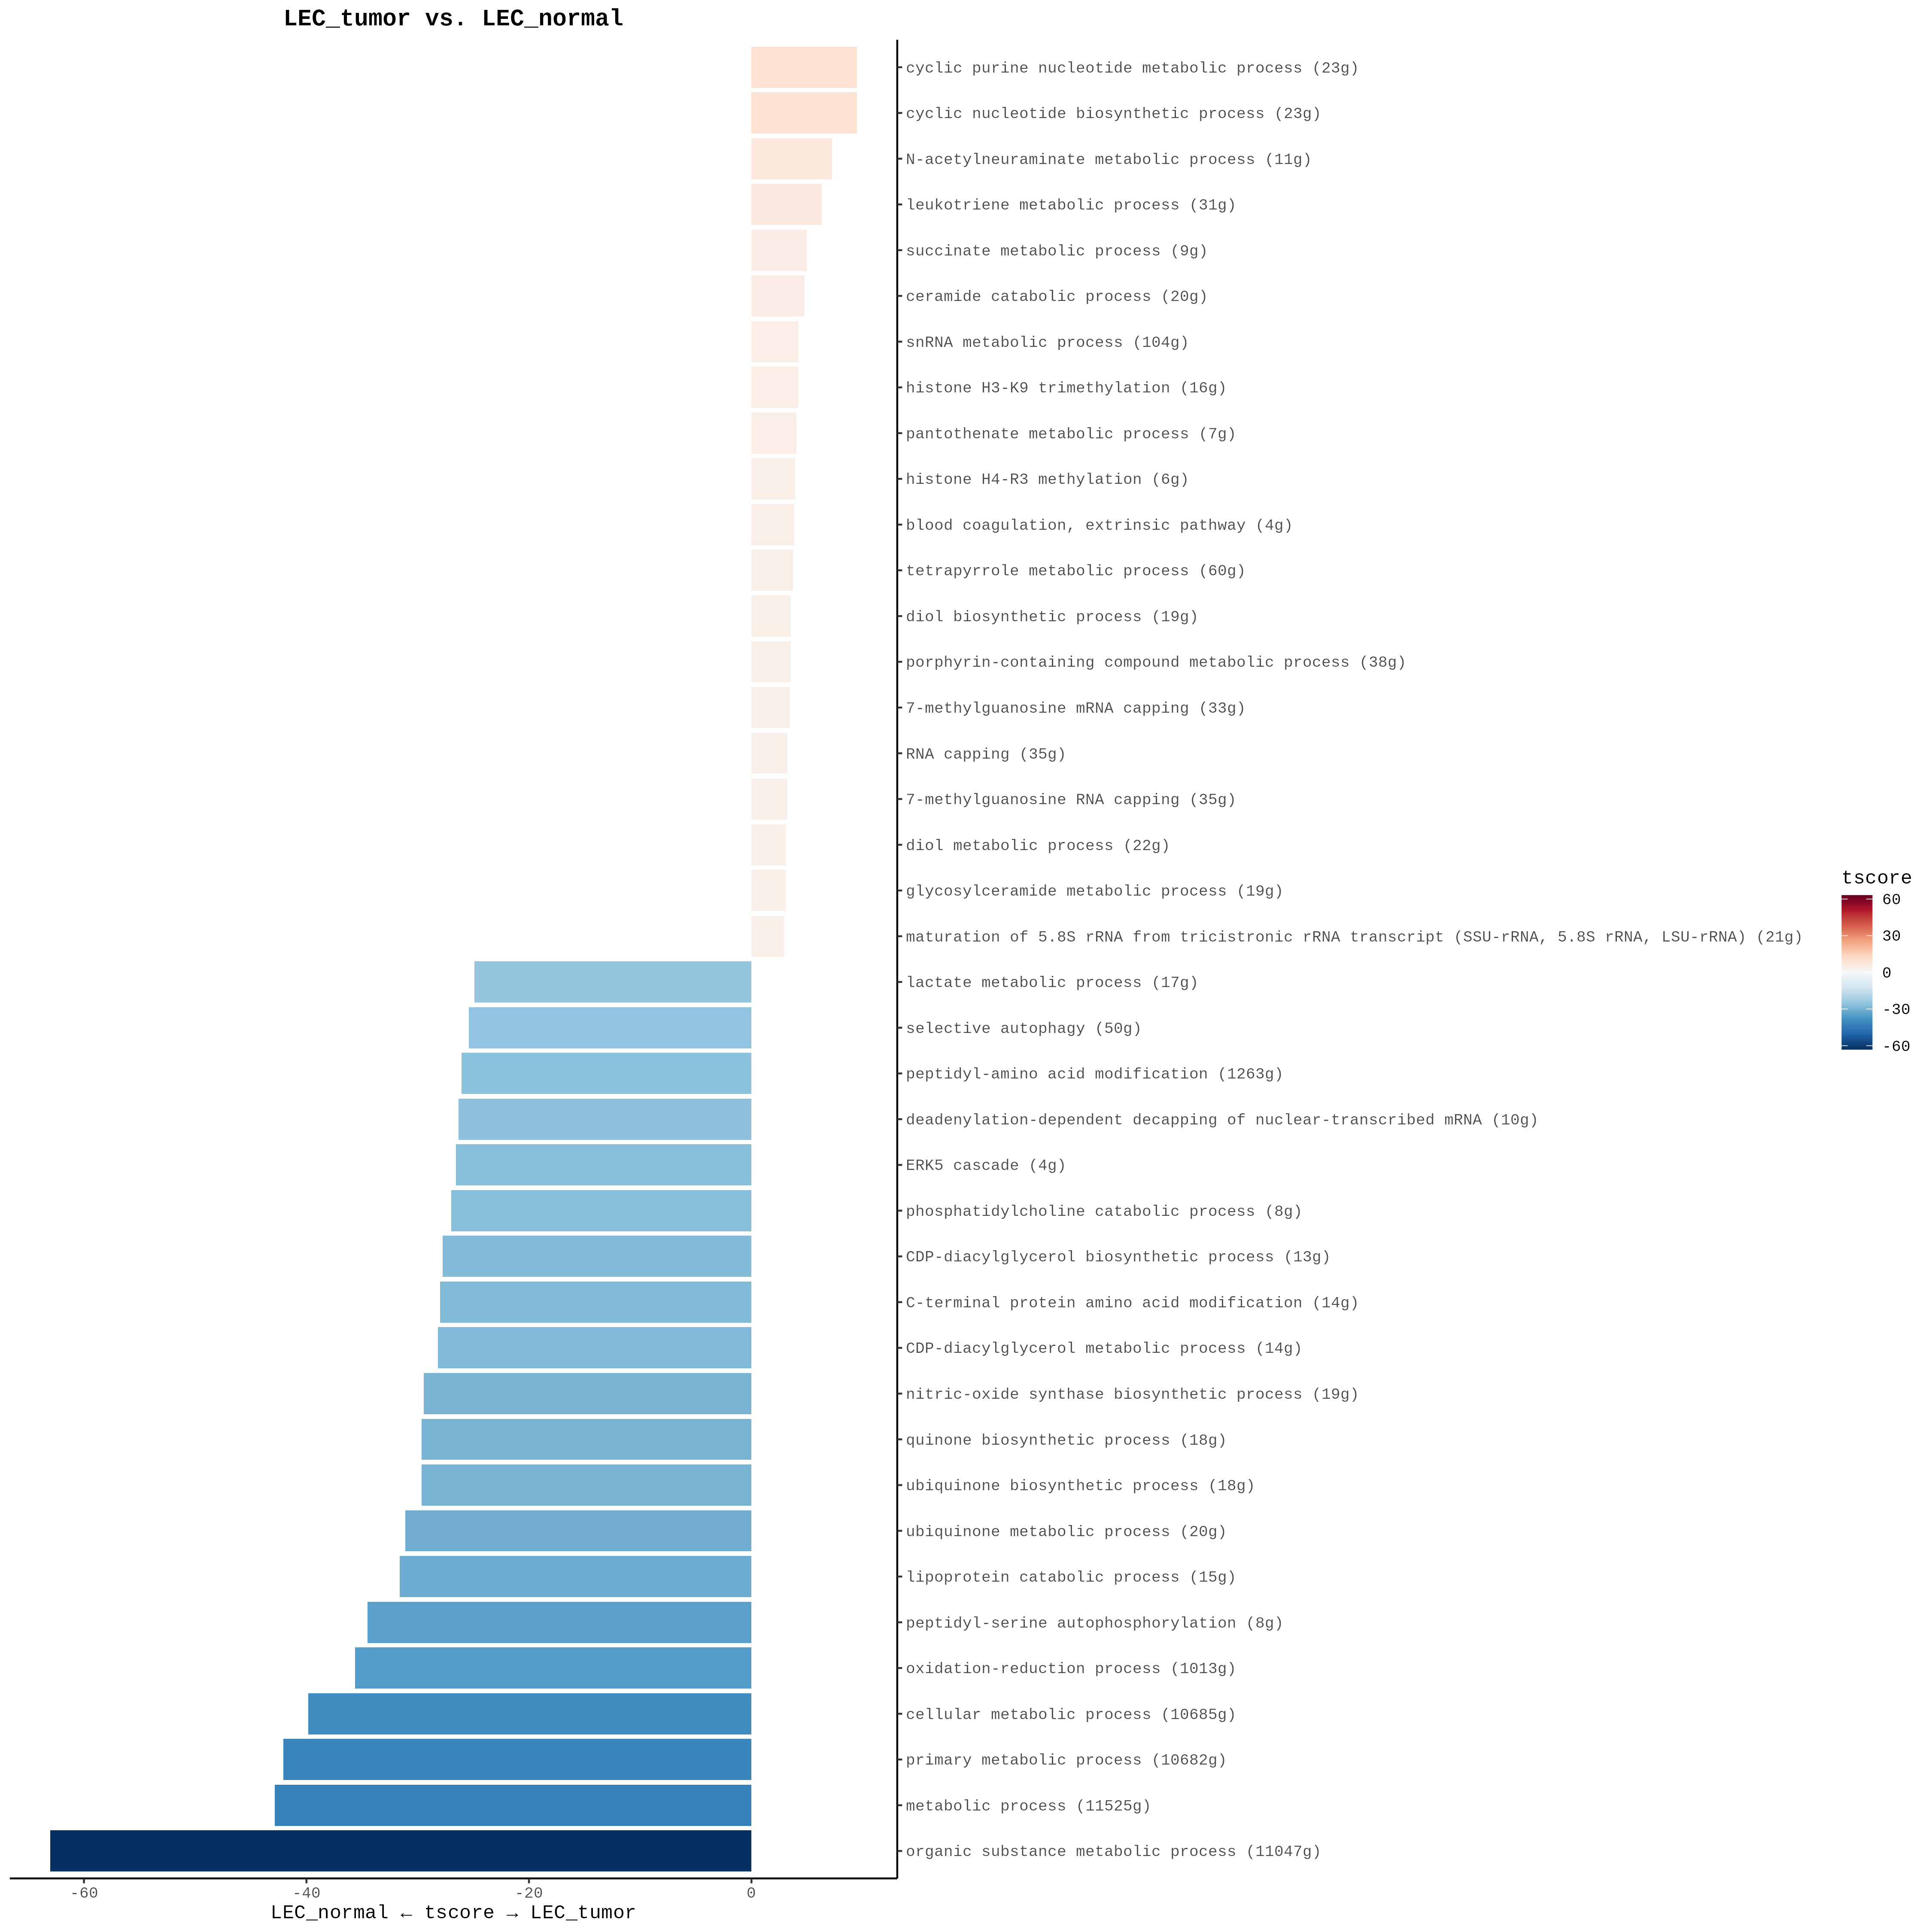 LEC_tumor vs. LEC_normal
cyclic purine nucleotide metabolic process (23g)
cyclic nucleotide biosynthetic process (23g)
N-acetylneuraminate metabolic process (11g)
leukotriene metabolic process (31g)
succinate metabolic process (9g)
ceramide catabolic process (20g)
snRNA metabolic process (104g)
histone H3-K9 trimethylation (16g)
pantothenate metabolic process (7g)
histone H4-R3 methylation (6g)
blood coagulation, extrinsic pathway (4g)
tetrapyrrole metabolic process (60g)
diol biosynthetic process (19g)
porphyrin-containing compound metabolic process (38g)
7-methylguanosine mRNA capping (33g)
RNA capping (35g)
7-methylguanosine RNA capping (35g)
diol metabolic process (22g)
glycosylceramide metabolic process (19g)
maturation of 5.8S rRNA from tricistronic rRNA transcript (SSU-rRNA, 5.8S rRNA, LSU-rRNA) (21g)
lactate metabolic process (17g)
selective autophagy (50g)
peptidyl-amino acid modification (1263g)
deadenylation-dependent decapping of nuclear-transcribed mRNA (10g)
ERK5 cascade (4g)
phosphatidylcholine catabolic process (8g)
CDP-diacylglycerol biosynthetic process (13g)
C-terminal protein amino acid modification (14g)
CDP-diacylglycerol metabolic process (14g)
nitric-oxide synthase biosynthetic process (19g)
quinone biosynthetic process (18g)
ubiquinone biosynthetic process (18g)
ubiquinone metabolic process (20g)
lipoprotein catabolic process (15g)
peptidyl-serine autophosphorylation (8g)
oxidation-reduction process (1013g)
cellular metabolic process (10685g)
primary metabolic process (10682g)
metabolic process (11525g)
organic substance metabolic process (11047g)
-60 -40 -20 0
LEC_normal ← tscore → LEC_tumor
tscore
60
30
0
-30
-60